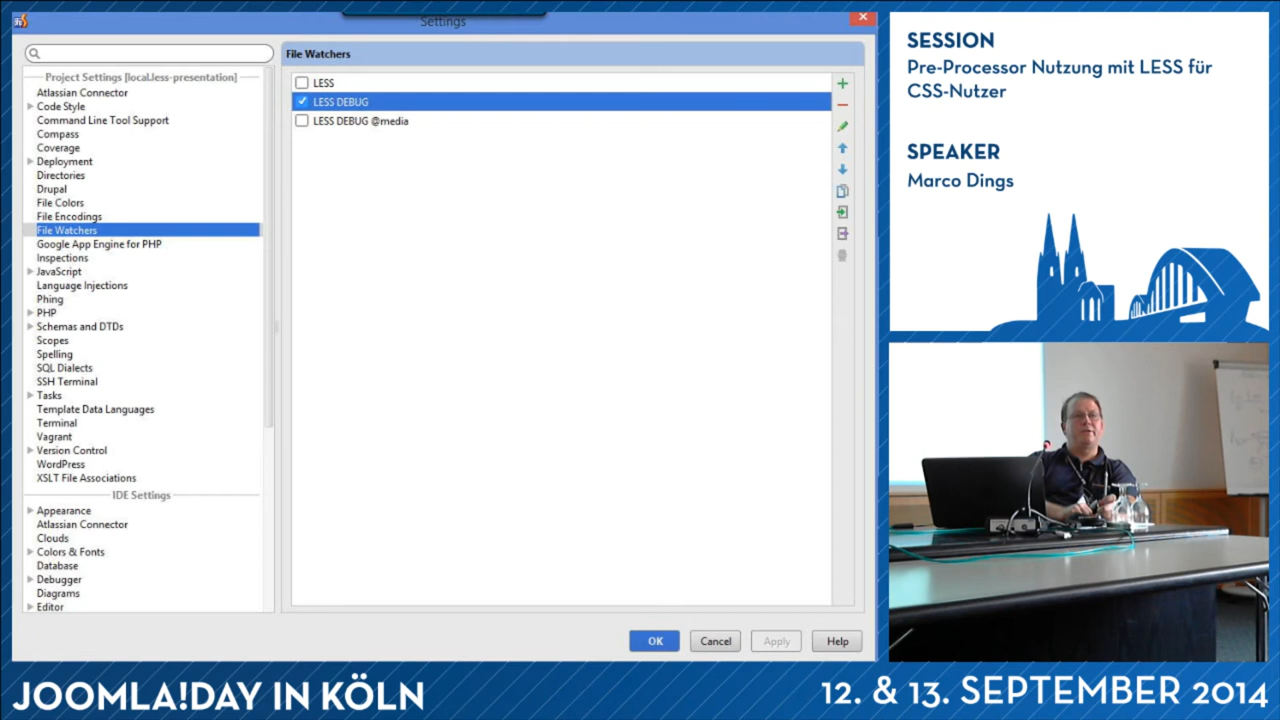 Settings
File Watchers
Project Settings [local.less-presentation]
Atlassian Connector
Code Style
Command Line Tool Support
Compass
Coverage
Deployment
Directories
Drupal
File Colors
File Encodings
File Watchers
Google App Engine for PHP
Inspections
JavaScript
Language Injections
Phing
PHP
Schemas and DTDs
Scopes
Spelling
SQL Dialects
SSH Terminal
Tasks
Template Data Languages
Terminal
Vagrant
Version Control
WordPress
XSLT File Associations
IDE Settings
Appearance
Atlassian Connector
Clouds
Colors & Fonts
Database
Debugger
Diagrams
Editor
LESS
LESS DEBUG
LESS DEBUG @media
OK
Cancel
Apply
Help
SESSION
Pre-Processor Nutzung mit LESS für
CSS-Nutzer
SPEAKER
Marco Dings
JOOMLA!DAY IN KÖLN
12. & 13. SEPTEMBER 2014